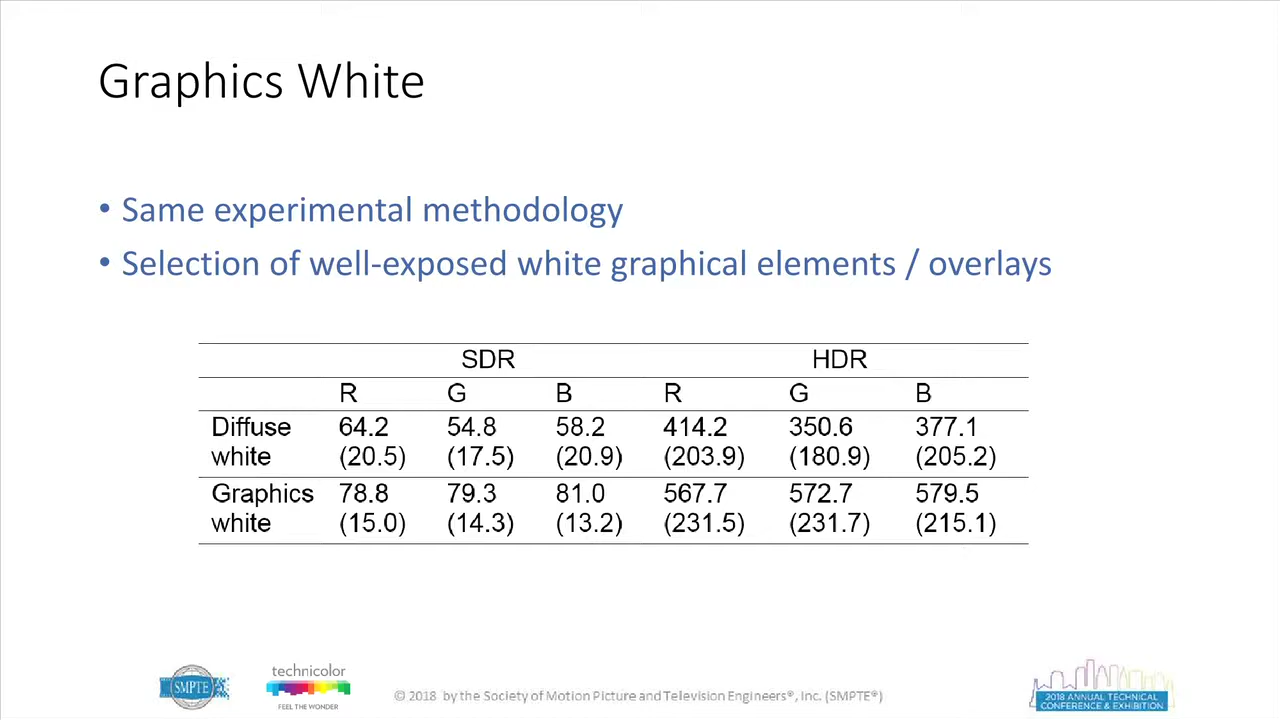 Graphics White
• Same experimental methodology
• Selection of well-exposed white graphical elements / overlays
SDR HDR
R G B R G B
Diffuse white 64.2 (20.5) 54.8 (17.5) 58.2 (20.9) 414.2 (203.9) 350.6 (180.9) 377.1 (205.2)
Graphics white 78.8 (15.0) 79.3 (14.3) 81.0 (13.2) 567.7 (231.5) 572.7 (231.7) 579.5 (215.1)
SMPTE
technicolor
FEEL THE WONDER
© 2018 by the Society of Motion Picture and Television Engineers®, Inc. (SMPTE®)
2018 ANNUAL TECHNICAL
CONFERENCE & EXHIBITION